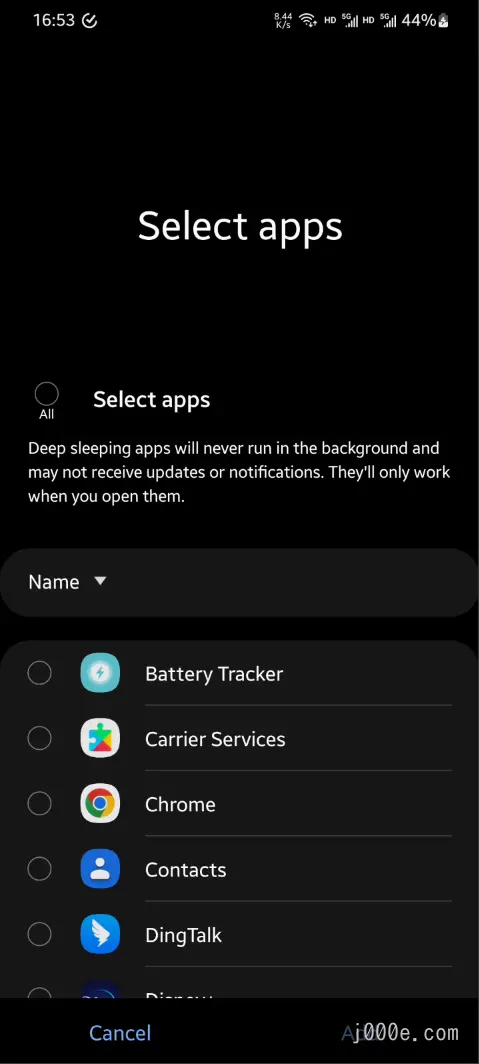 16:53
8.44 K/s HD 5G HD 5G 44%
Select apps
All
Select apps
Deep sleeping apps will never run in the background and
may not receive updates or notifications. They'll only work
when you open them.
Name
Battery Tracker
Carrier Services
Chrome
Contacts
DingTalk
Cancel
j000e.com